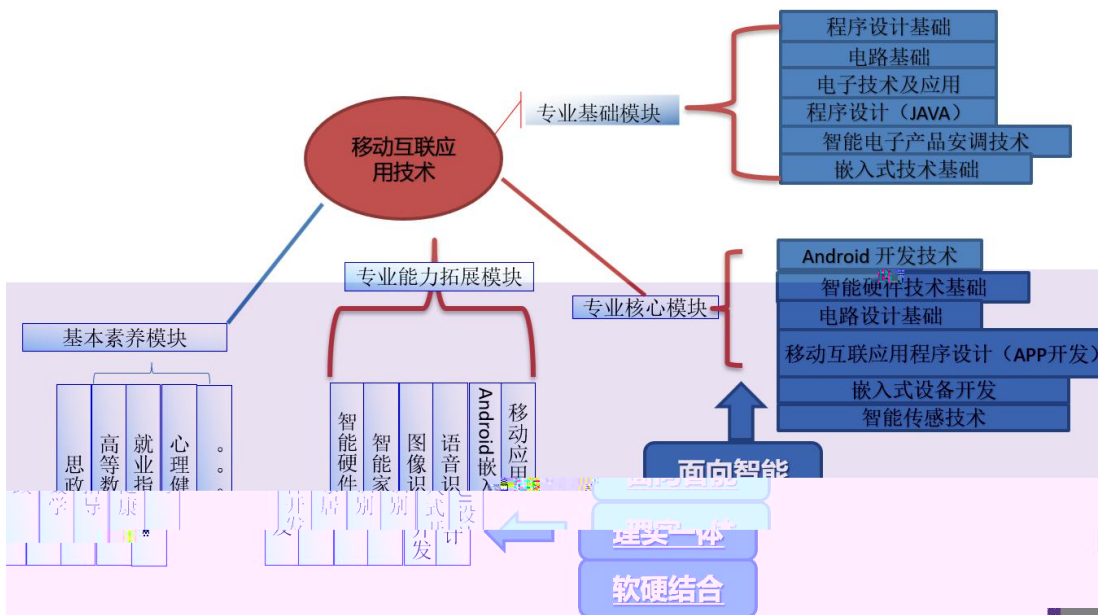 移动互联应
用技术
专业基础模块
程序设计基础
电路基础
电子技术及应用
程序设计（JAVA）
智能电子产品安调技术
嵌入式技术基础
专业能力拓展模块
专业核心模块
Android 开发技术
智能硬件技术基础
电路设计基础
移动互联应用程序设计（APP开发）
嵌入式设备开发
智能传感技术
基本素养模块
思政
高等数
学
就业指
导
心理健
康
。。。
智能硬件
开发
智能家
居
图像识
别
语音识
别
Android嵌入
式
开发
移动应用
设计
面向智能
理实一体
软硬结合